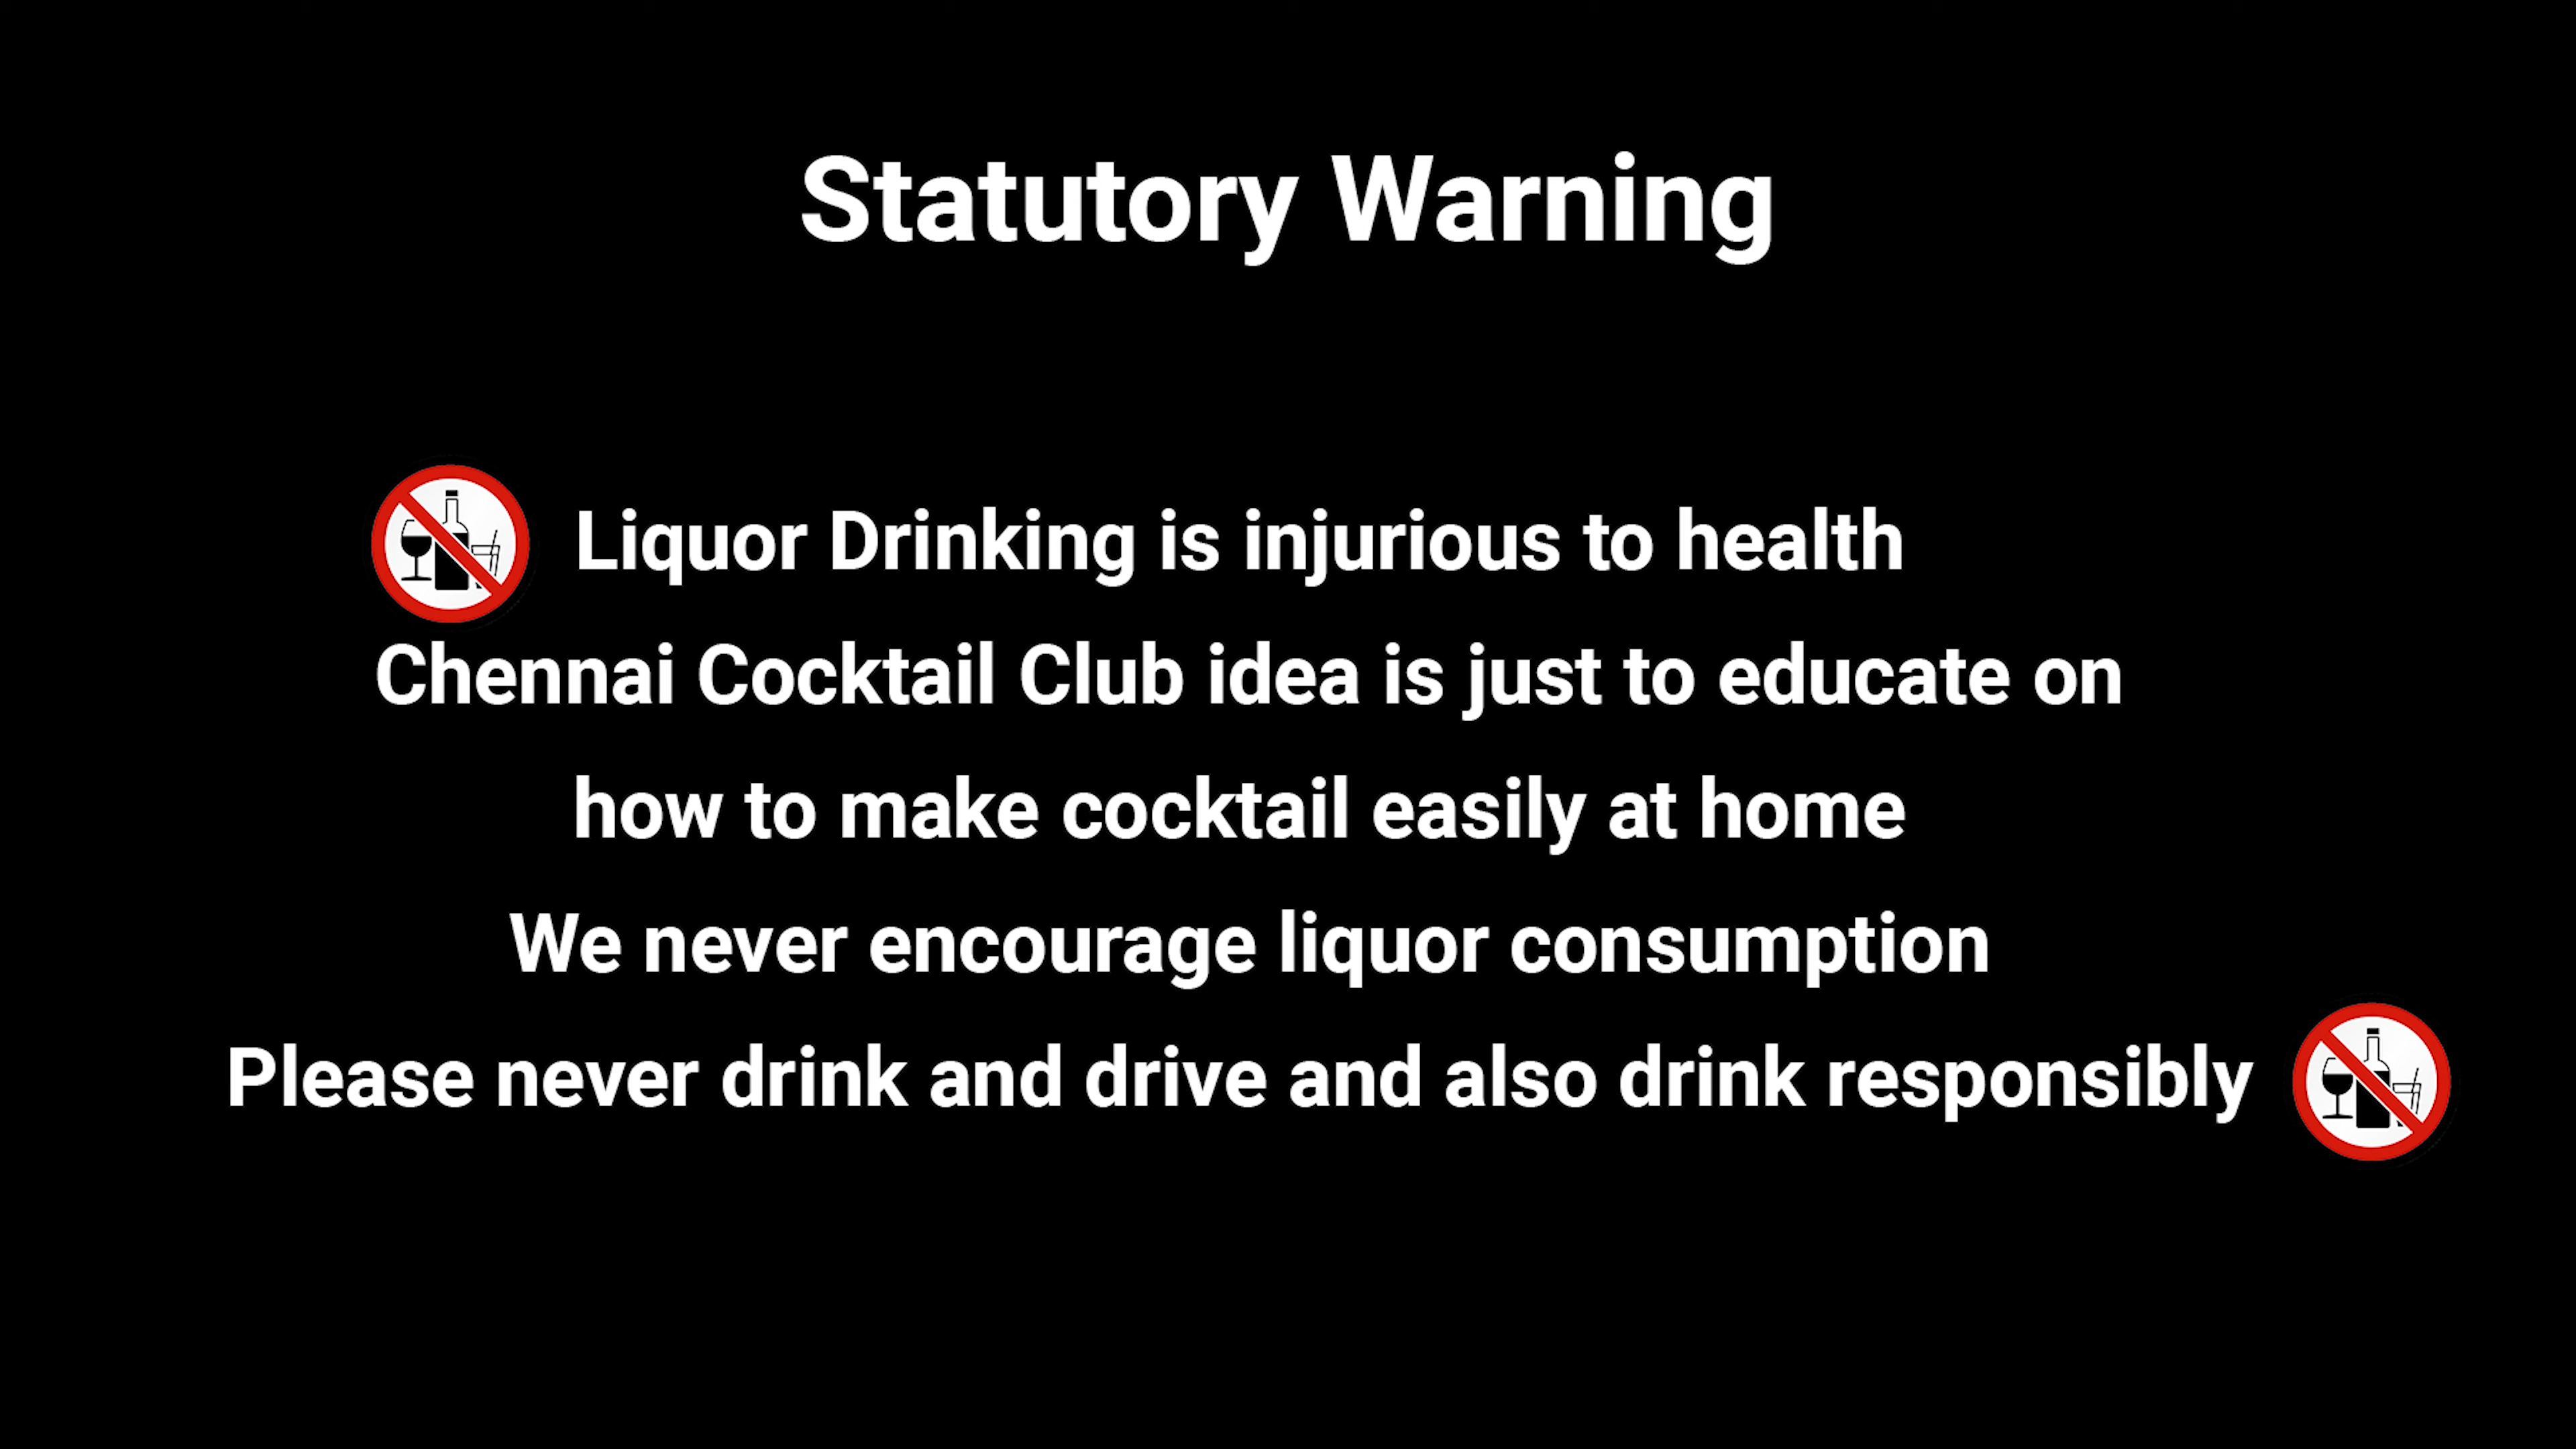 Statutory Warning
Liquor Drinking is injurious to health
Chennai Cocktail Club idea is just to educate on
how to make cocktail easily at home
We never encourage liquor consumption
Please never drink and drive and also drink responsibly